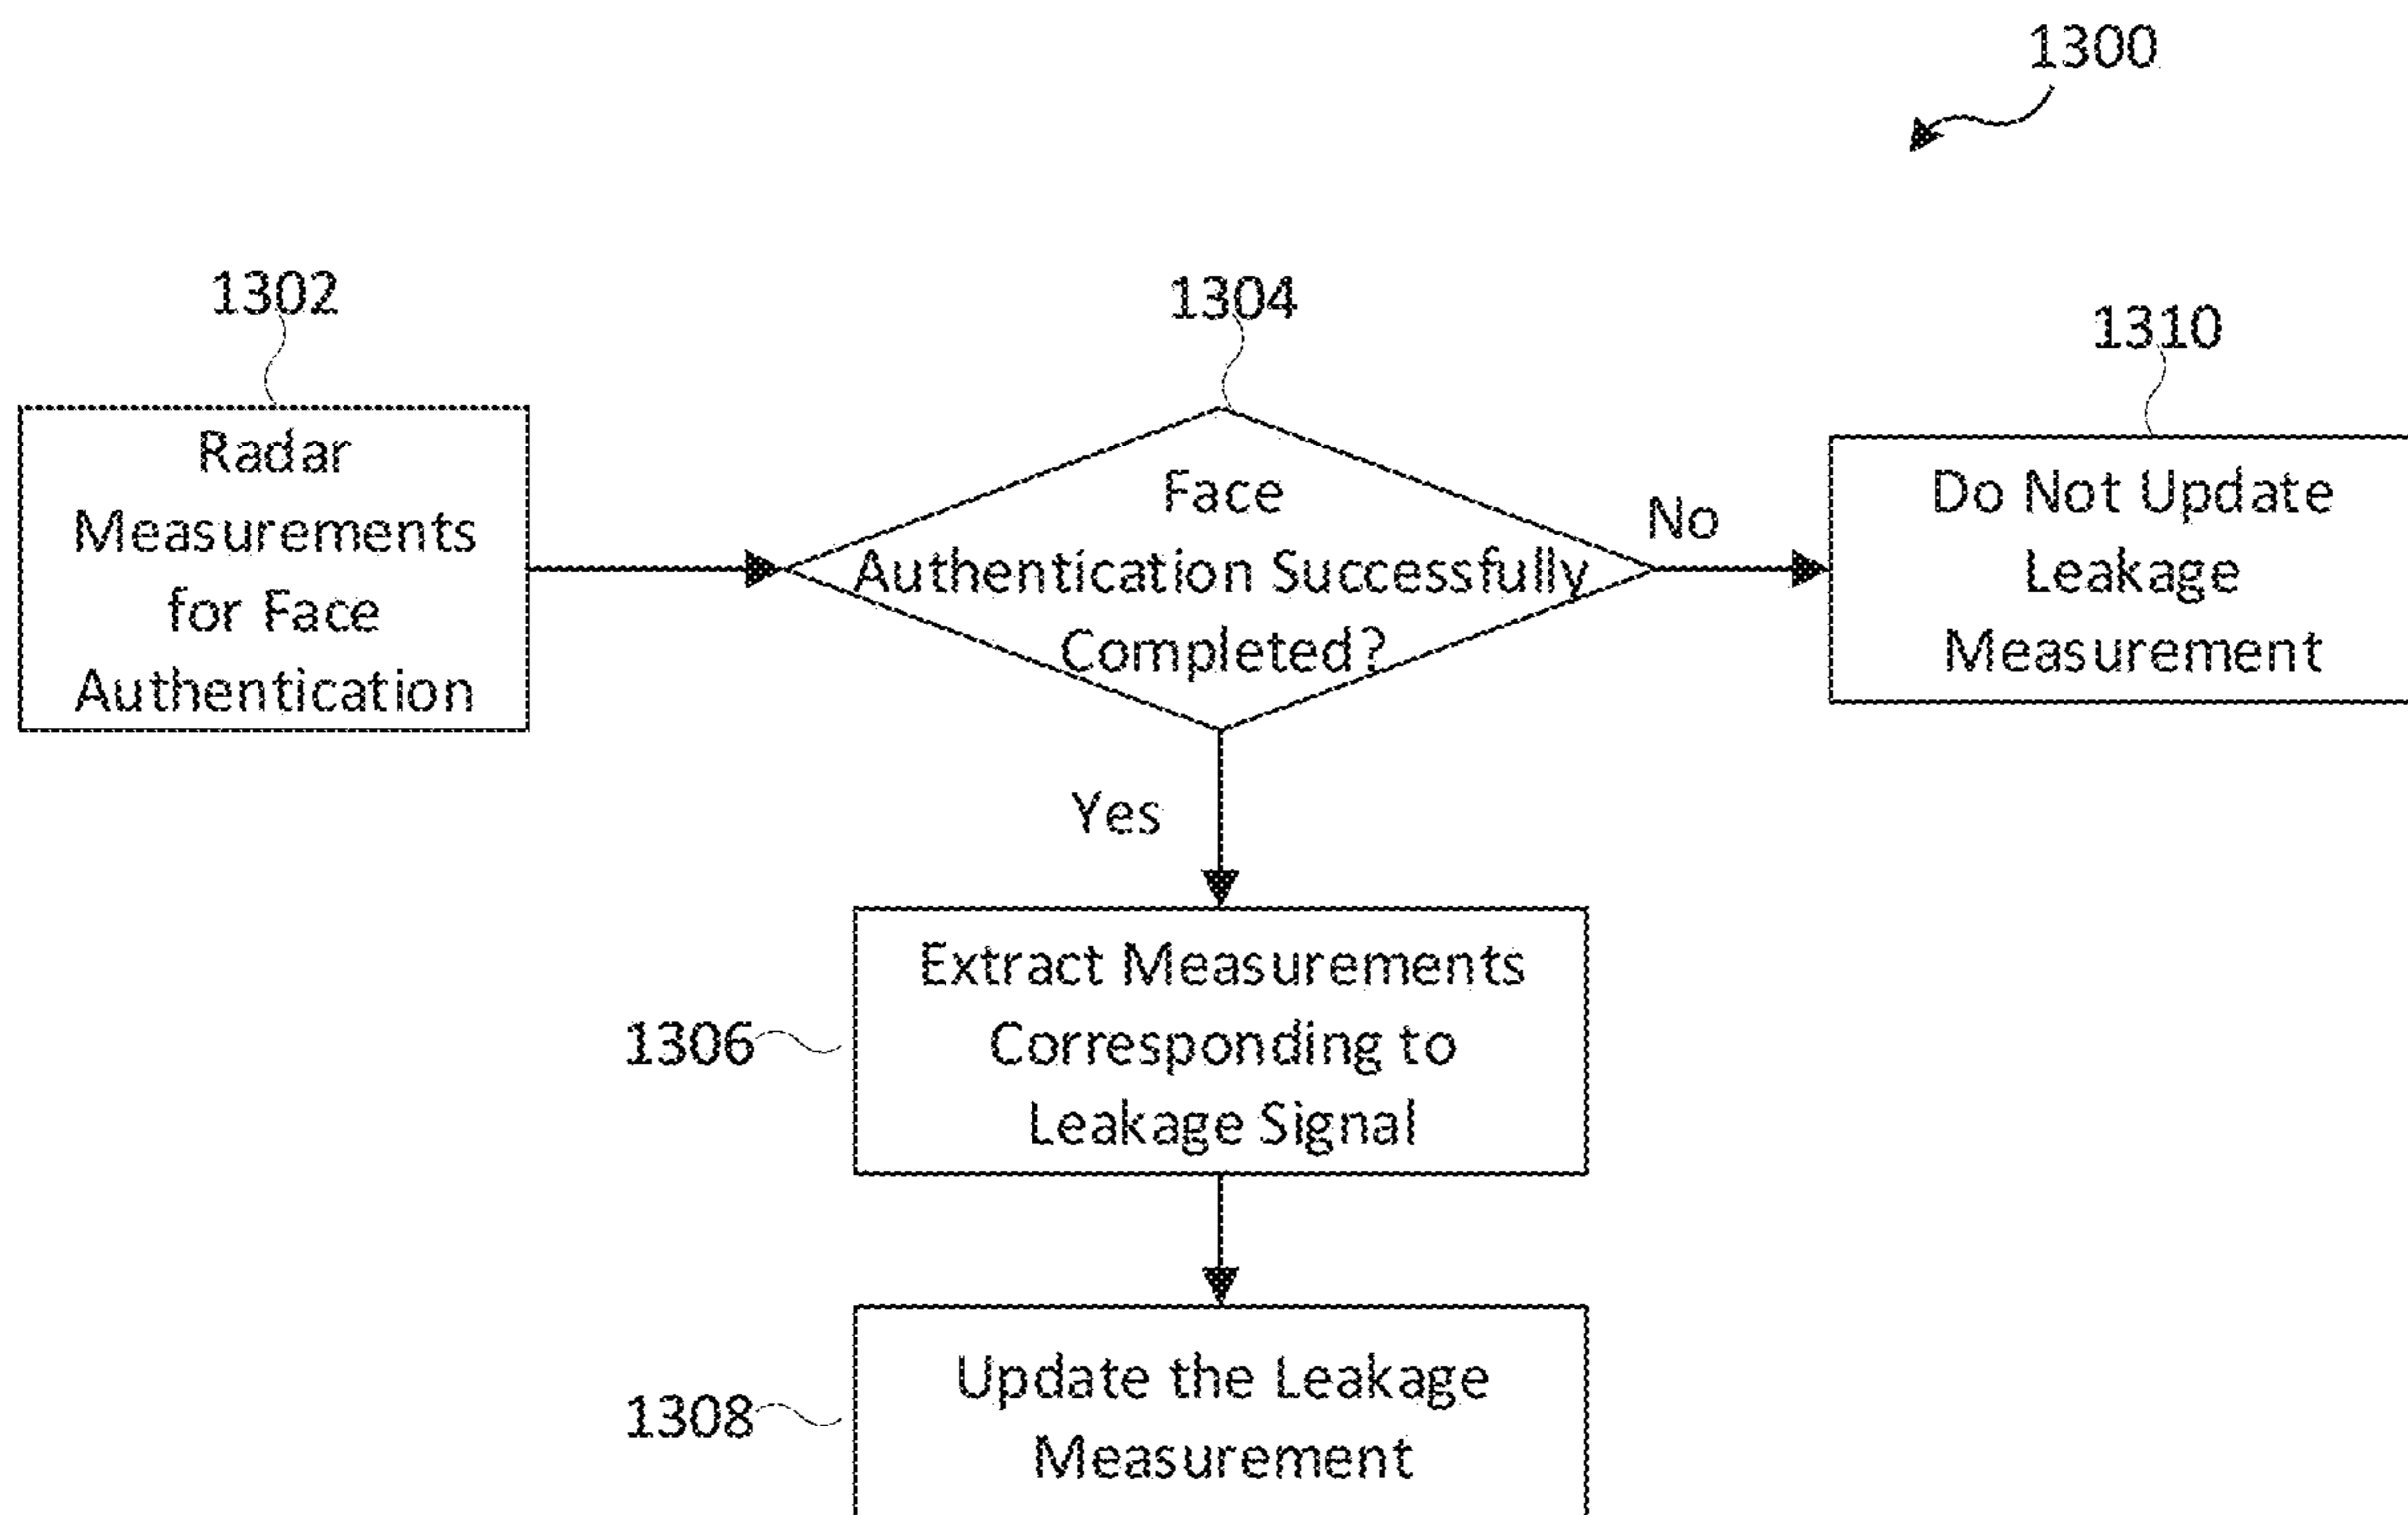 1300
1302
Radar
Measurements
for Face
Authentication
1304
Face
Authentication Successfully
Completed?
No
1310
Do Not Update
Leakage
Measurement
Yes
1306
Extract Measurements
Corresponding to
Leakage Signal
1308
Update the Leakage
Measurement